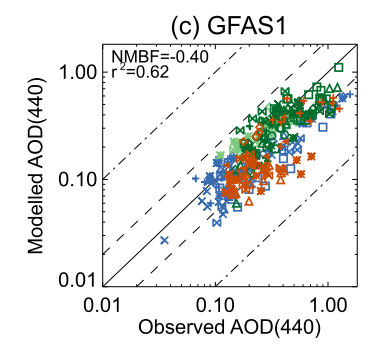 (c) GFAS1
NMBF=-0.40
r²=0.62
Modelled AOD(440)
1.00
0.10
0.01
0.01 0.10 1.00
Observed AOD(440)